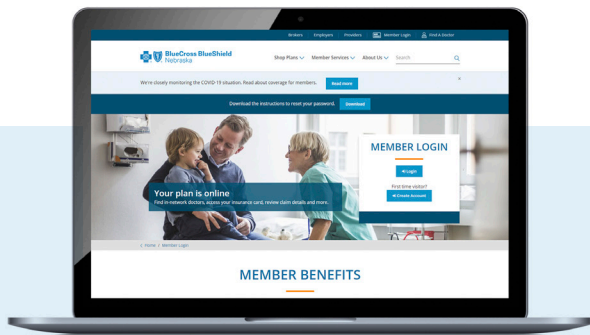 Brokers Employers Providers Member Login Find A Doctor
BlueCross BlueShield
Nebraska
Shop Plans Member Services About Us Search
We're closely monitoring the COVID-19 situation. Read about coverage for members. Read more
x
Download the instructions to reset your password. Download
MEMBER LOGIN
Login
First time visitor?
Create Account
Your plan is online
Find in-network doctors, access your insurance card, review claim details and more.
Home < Member Login
MEMBER BENEFITS